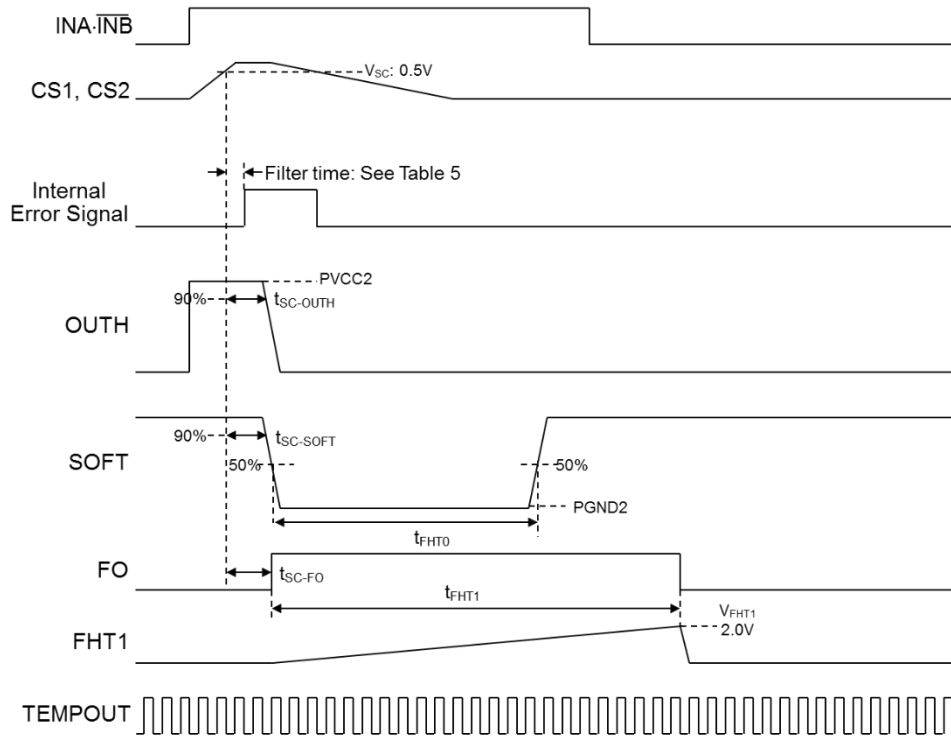 INA·INB
CS1, CS2
VSC: 0.5V
Filter time: See Table 5
Internal
Error Signal
PVCC2
90%
tSC-OUTH
OUTH
90%
tSC-SOFT
SOFT
50%
50%
PGND2
tFHT0
FO
tSC-FO
tFHT1
VFHT1
2.0V
FHT1
TEMPOUT